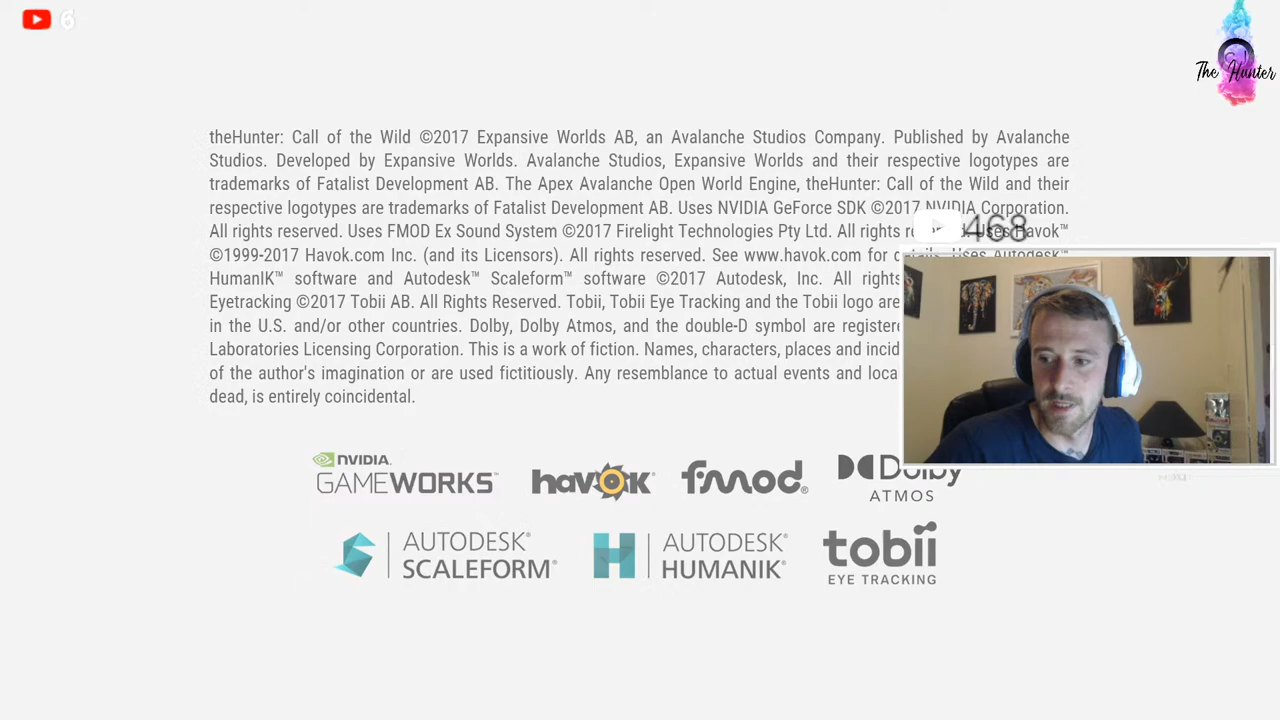 6
The Hunter
theHunter: Call of the Wild ©2017 Expansive Worlds AB, an Avalanche Studios Company. Published by Avalanche
Studios. Developed by Expansive Worlds. Avalanche Studios, Expansive Worlds and their respective logotypes are
trademarks of Fatalist Development AB. The Apex Avalanche Open World Engine, theHunter: Call of the Wild and their
respective logotypes are trademarks of Fatalist Development AB. Uses NVIDIA GeForce SDK ©2017 NVIDIA Corporation.
All rights reserved. Uses FMOD Ex Sound System ©2017 Firelight Technologies Pty Ltd. All rights reserved. Uses Havok™
468
©1999-2017 Havok.com Inc. (and its Licensors). All rights reserved. See www.havok.com for details. Uses Autodesk™
HumanIK™ software and Autodesk™ Scaleform™ software ©2017 Autodesk, Inc. All rights
Eyetracking ©2017 Tobii AB. All Rights Reserved. Tobii, Tobii Eye Tracking and the Tobii logo are
in the U.S. and/or other countries. Dolby, Dolby Atmos, and the double-D symbol are
Laboratories Licensing Corporation. This is a work of fiction. Names, characters, places and
of the author's imagination or are used fictitiously. Any resemblance to actual events and
dead, is entirely coincidental.
NVIDIA.
GAMEWORKS™
havok®
fmod®
Dolby
ATMOS
AUTODESK®
SCALEFORM®
AUTODESK®
HUMANIK®
tobii
EYE TRACKING